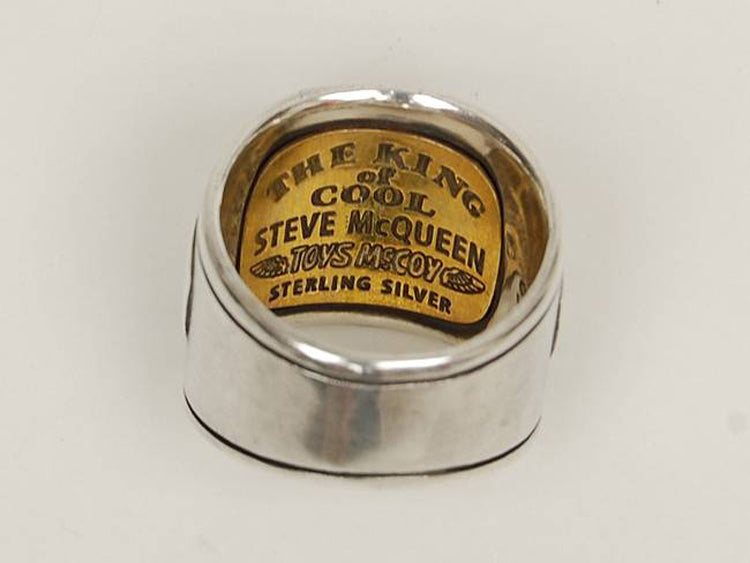 THE KING
of
COOL
STEVE McQUEEN
TOYS McCOY
STERLING SILVER